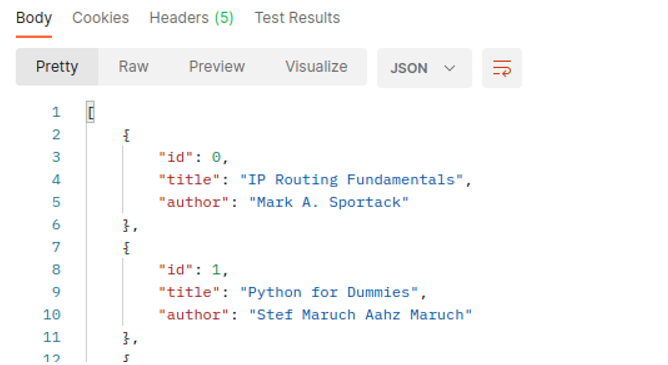 Body Cookies Headers (5) Test Results
Pretty Raw Preview Visualize JSON
1 [
2 {
3 "id": 0,
4 "title": "IP Routing Fundamentals",
5 "author": "Mark A. Sportack"
6 },
7 {
8 "id": 1,
9 "title": "Python for Dummies",
10 "author": "Stef Maruch Aahz Maruch"
11 },
12 {